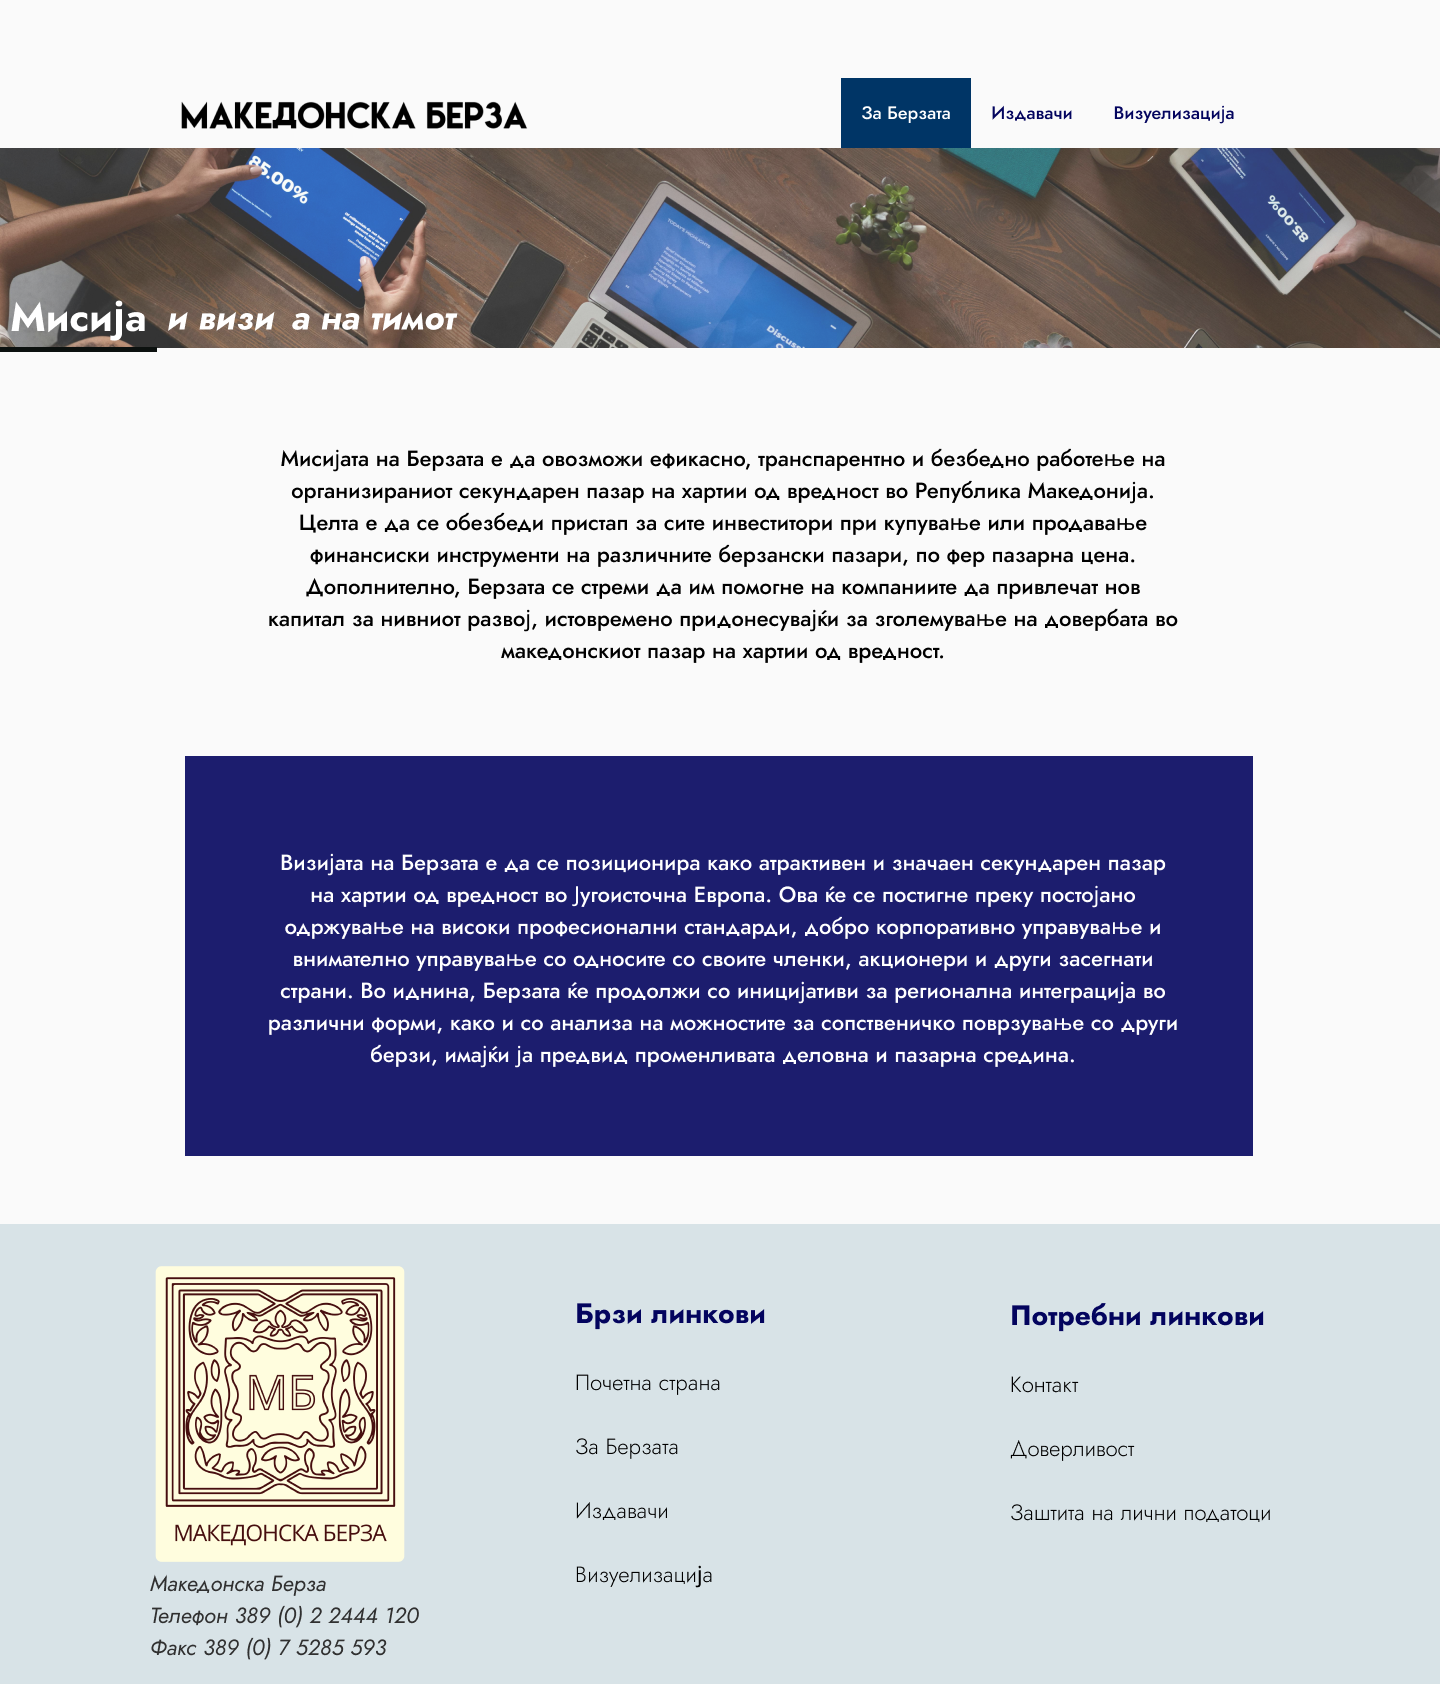 МАКЕДОНСКА БЕРЗА
За Берзата
Издавачи
Визуелизација
85.00%
TODAY'S HIGHLIGHTS
85.00%
Мисија и визи а на тимот
Мисијата на Берзата е да овозможи ефикасно, транспарентно и безбедно работење на
организираниот секундарен пазар на хартии од вредност во Република Македонија.
Целта е да се обезбеди пристап за сите инвеститори при купување или продавање
финансиски инструменти на различните берзански пазари, по фер пазарна цена.
Дополнително, Берзата се стреми да им помогне на компаниите да привлечат нов
капитал за нивниот развој, истовремено придонесувајќи за зголемување на довербата во
македонскиот пазар на хартии од вредност.
Визијата на Берзата е да се позиционира како атрактивен и значаен секундарен пазар
на хартии од вредност во Југоисточна Европа. Ова ќе се постигне преку постојано
одржување на високи професионални стандарди, добро корпоративно управување и
внимателно управување со односите со своите членки, акционери и други засегнати
страни. Во иднина, Берзата ќе продолжи со иницијативи за регионална интеграција во
различни форми, како и со анализа на можностите за сопственичко поврзување со други
берзи, имајќи ја предвид променливата деловна и пазарна средина.
МБ
МАКЕДОНСКА БЕРЗА
Македонска Берза
Телефон 389 (0) 2 2444 120
Факс 389 (0) 7 5285 593
Брзи линкови
Почетна страна
За Берзата
Издавачи
Визуелизација
Потребни линкови
Контакт
Доверливост
Заштита на лични податоци